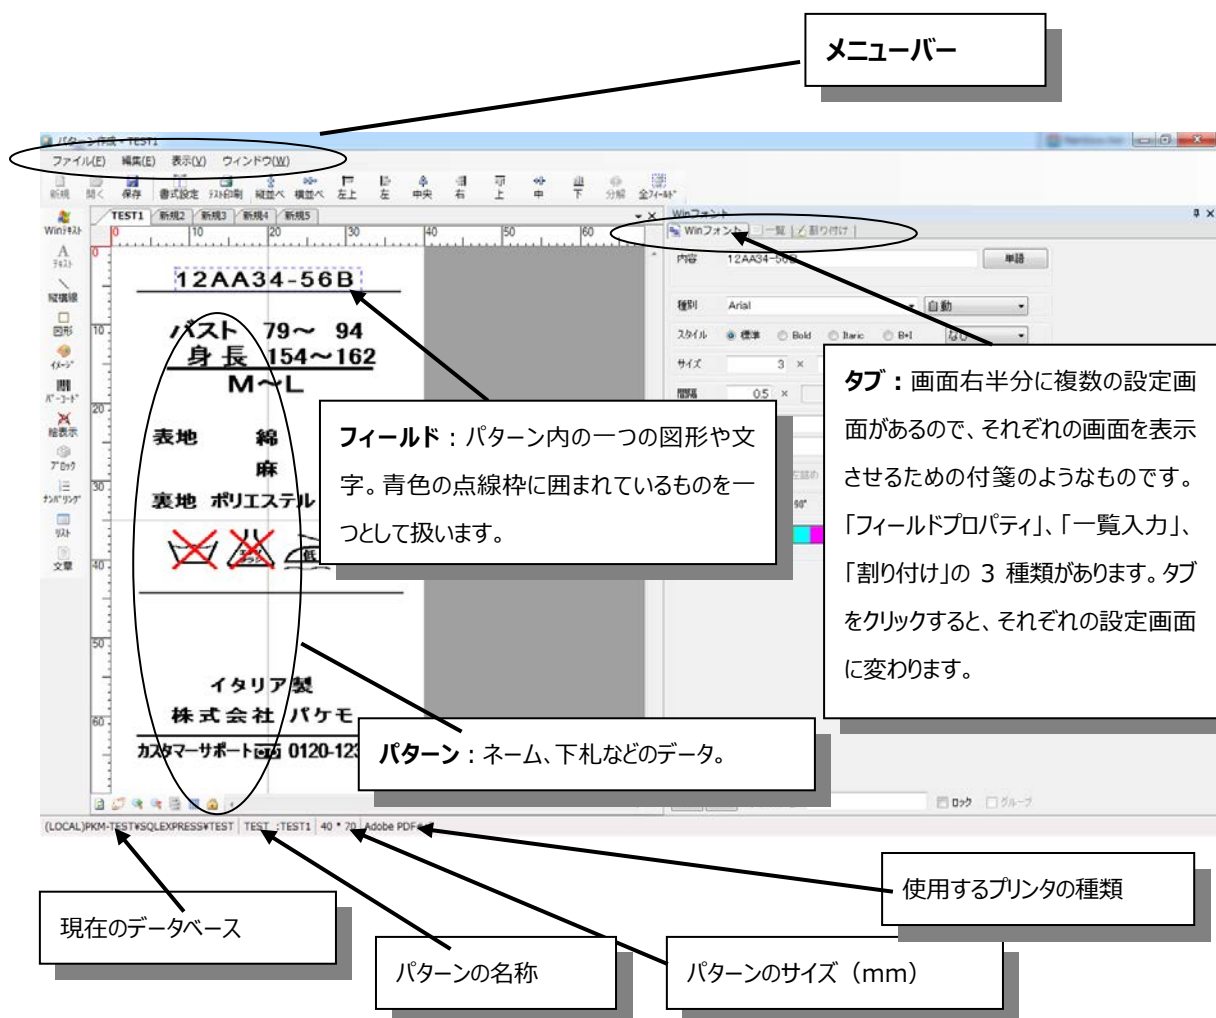 メニューバー
パターン作成 - TEST1
ファイル(E) 編集(E) 表示(V) ウィンドウ(W)
新規 開く 保存 書式設定 テスト印刷 縦並べ 横並べ 左上 左 中央 右 上 中 下 分解 全フィールド
TEST1 新規2 新規3 新規4 新規5
Winフォント
Winフォント 一覧 割り付け
Winテキスト
テキスト
縦横線
図形
イメージ
バーコード
絵表示
ブロック
ナンバリング
リスト
文章
0 10 20 30 40 50 60
0
10
20
30
40
50
60
12AA34-56B
バスト 79～ 94
身長 154～162
M～L
表地 綿
麻
裏地 ポリエステル
低
イタリア製
株式会社 パケモ
カスタマーサポート 0120-123
内容 12AA34-56B 単語
種別 Arial 自動
スタイル 標準 Bold Itaric B+I なし
サイズ 3 ×
間隔 0.5 ×
90°
フィールド：パターン内の一つの図形や文
字。青色の点線枠に囲まれているものを一
つとして扱います。
タブ：画面右半分に複数の設定画
面があるので、それぞれの画面を表示
させるための付箋のようなものです。
「フィールドプロパティ」、「一覧入力」、
「割り付け」の 3 種類があります。タブ
をクリックすると、それぞれの設定画面
に変わります。
パターン：ネーム、下札などのデータ。
ロック グループ
(LOCAL)PKM-TEST¥SQLEXPRESS¥TEST TEST :TEST1 40 * 70 Adobe PDF
使用するプリンタの種類
現在のデータベース
パターンの名称
パターンのサイズ（mm）